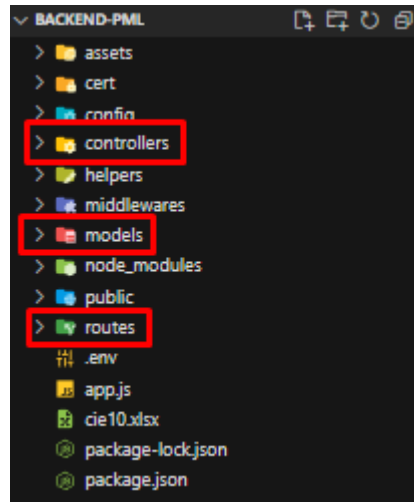 BACKEND-PML
assets
cert
config
controllers
helpers
middlewares
models
node_modules
public
routes
.env
JS app.js
cie10.xlsx
package-lock.json
package.json